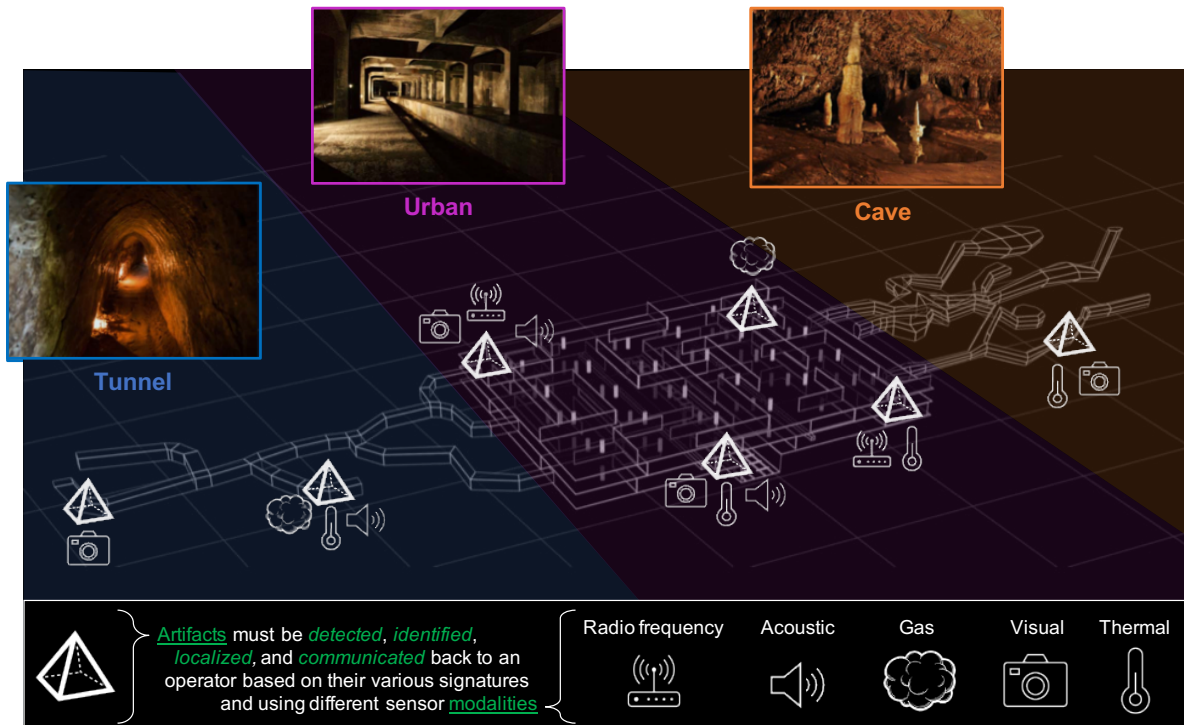 Urban
Cave
Tunnel
Artifacts must be detected, identified,
localized, and communicated back to an
operator based on their various signatures
and using different sensor modalities
Radio frequency
Acoustic
Gas
Visual
Thermal